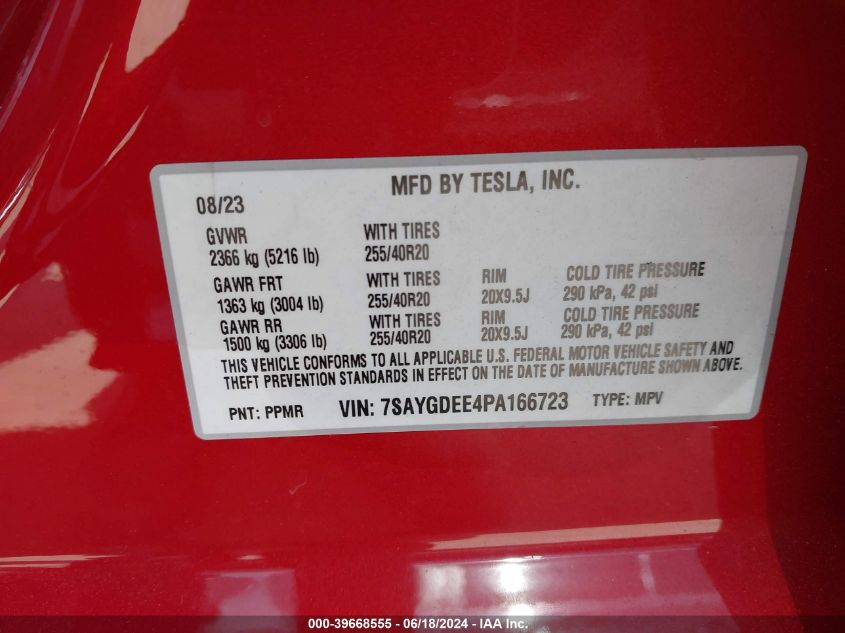 MFD BY TESLA, INC.
08/23
GVWR WITH TIRES
2366 kg (5216 lb) 255/40R20
GAWR FRT WITH TIRES RIM COLD TIRE PRESSURE
1363 kg (3004 lb) 255/40R20 20X9.5J 290 kPa, 42 psi
GAWR RR WITH TIRES RIM COLD TIRE PRESSURE
1500 kg (3306 lb) 255/40R20 20X9.5J 290 kPa, 42 psi
THIS VEHICLE CONFORMS TO ALL APPLICABLE U.S. FEDERAL MOTOR VEHICLE SAFETY AND
THEFT PREVENTION STANDARDS IN EFFECT ON THE DATE OF MANUFACTURE SHOWN ABOVE.
PNT: PPMR VIN: 7SAYGDEE4PA166723 TYPE: MPV
000-39668555 - 06/18/2024 - IAA Inc.